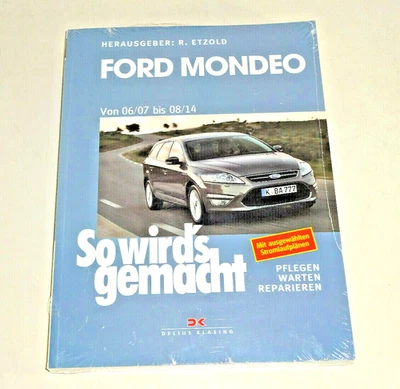 HERAUSGEBER: R. ETZOLD
FORD MONDEO
Von 06/07 bis 08/14
K BA 777
So wird's
gemacht
Mit ausgewählten
Stromlaufplänen
PFLEGEN
WARTEN
REPARIEREN
DK
DELIUS KLASING